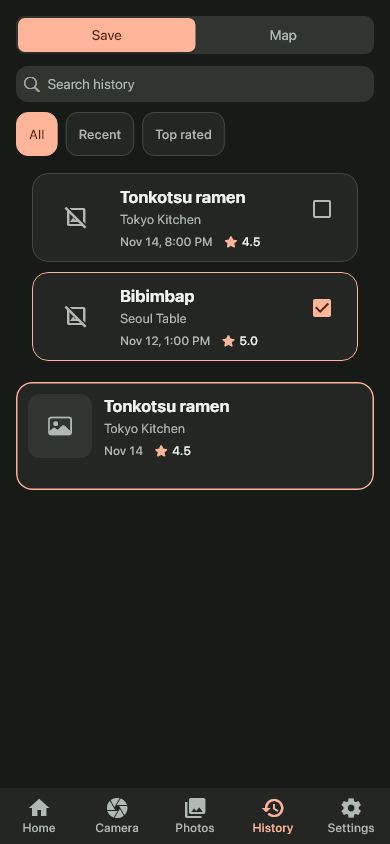 Save Map
Search history
All Recent Top rated
Tonkotsu ramen
Tokyo Kitchen
Nov 14, 8:00 PM 4.5
Bibimbap
Seoul Table
Nov 12, 1:00 PM 5.0
Tonkotsu ramen
Tokyo Kitchen
Nov 14 4.5
Home Camera Photos History Settings